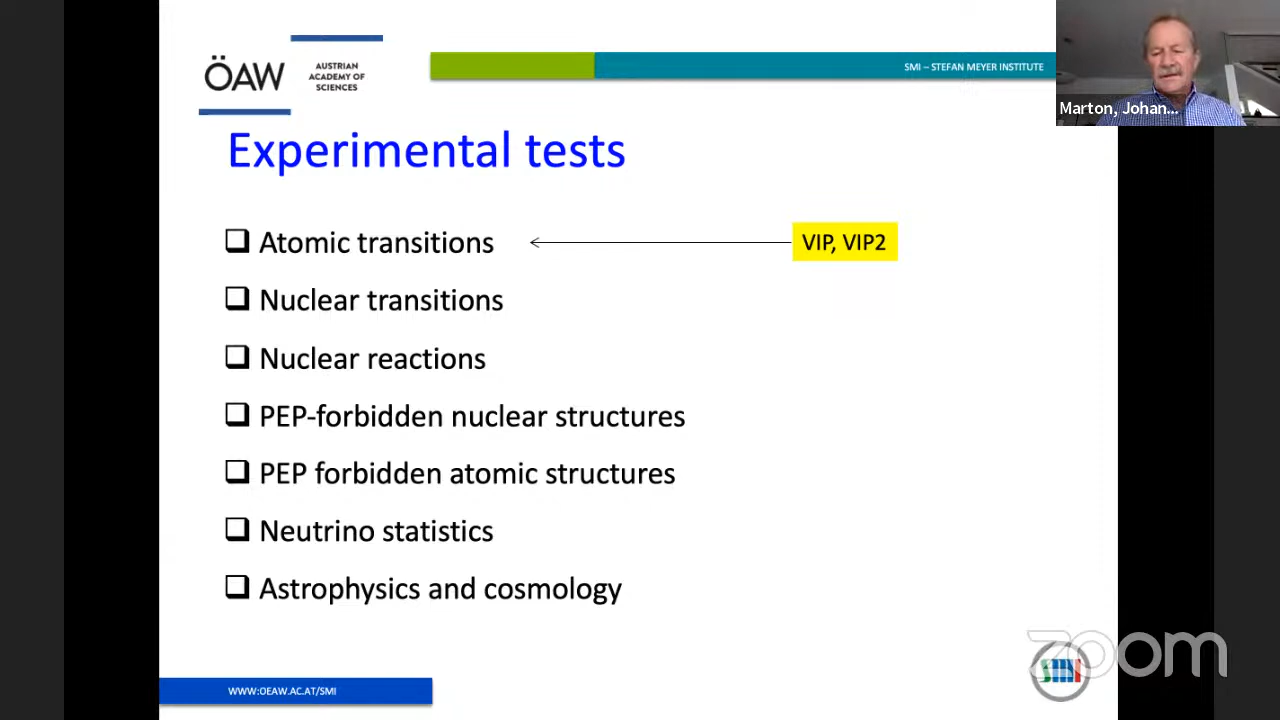 ÖAW
AUSTRIAN
ACADEMY OF
SCIENCES
SMI – STEFAN MEYER INSTITUTE
Marton, Johan...
Experimental tests
Atomic transitions
VIP, VIP2
Nuclear transitions
Nuclear reactions
PEP-forbidden nuclear structures
PEP forbidden atomic structures
Neutrino statistics
Astrophysics and cosmology
zoom
SMI
WWW.OEAW.AC.AT/SMI